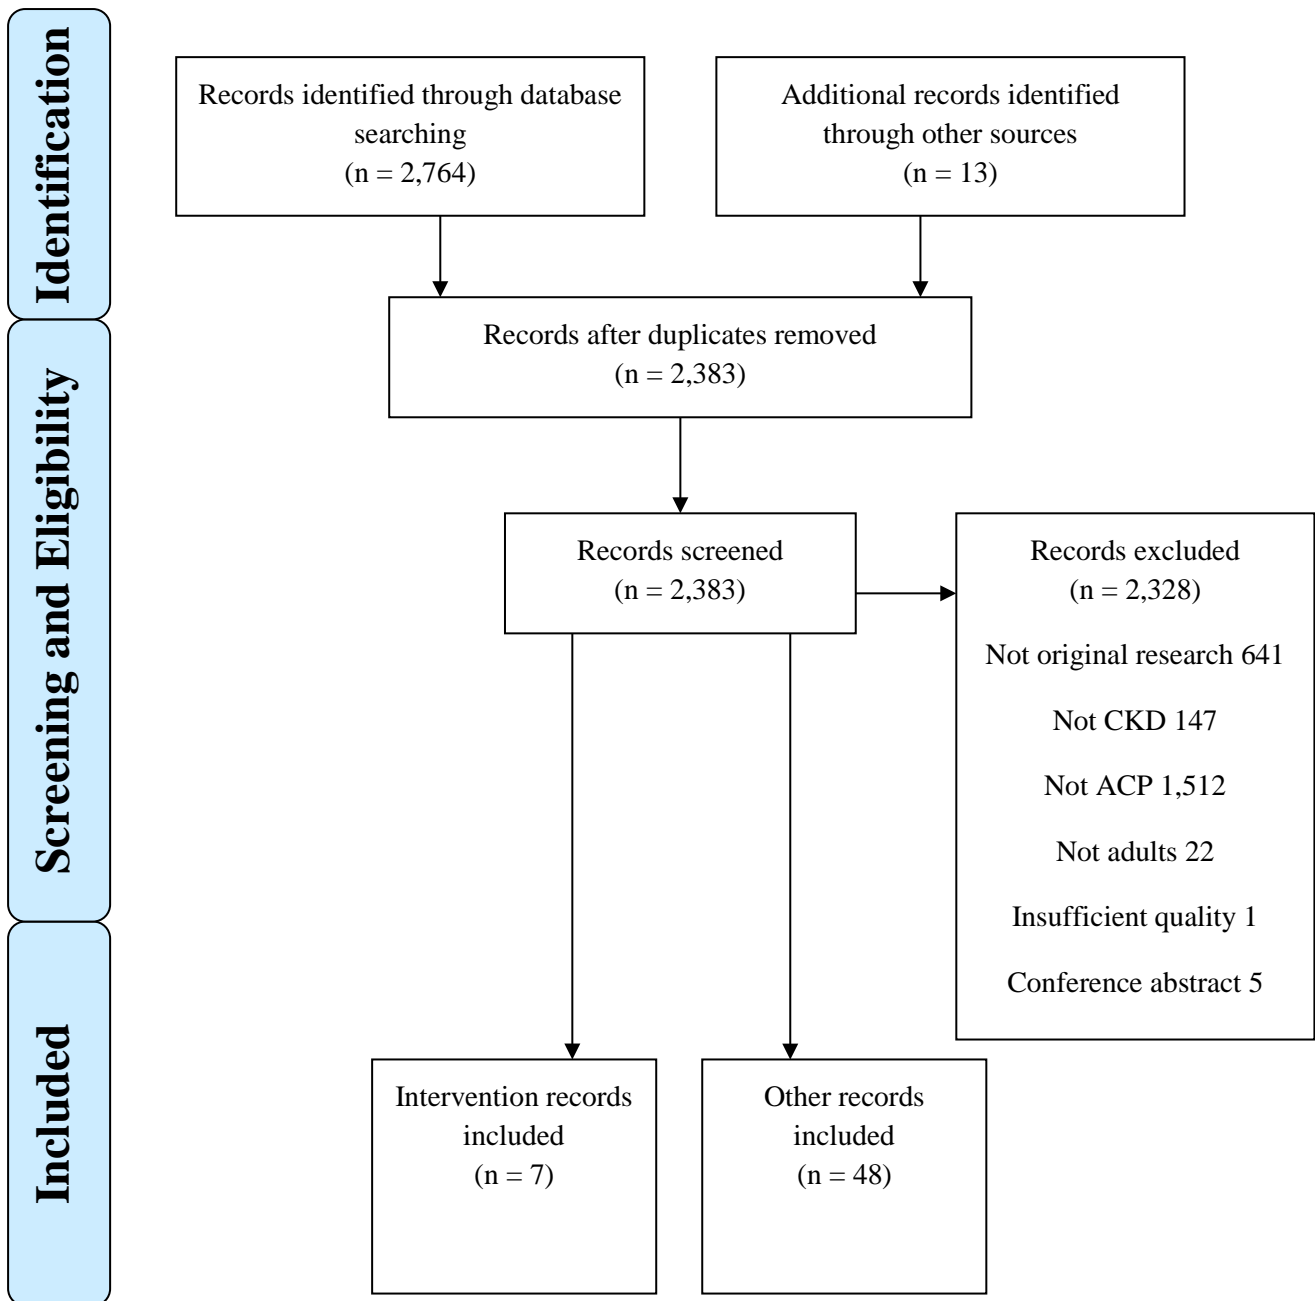 Identification
Records identified through database
searching
(n = 2,764)
Additional records identified
through other sources
(n = 13)
Records after duplicates removed
(n = 2,383)
Screening and Eligibility
Records screened
(n = 2,383)
Records excluded
(n = 2,328)
Not original research 641
Not CKD 147
Not ACP 1,512
Not adults 22
Insufficient quality 1
Conference abstract 5
Included
Intervention records
included
(n = 7)
Other records
included
(n = 48)